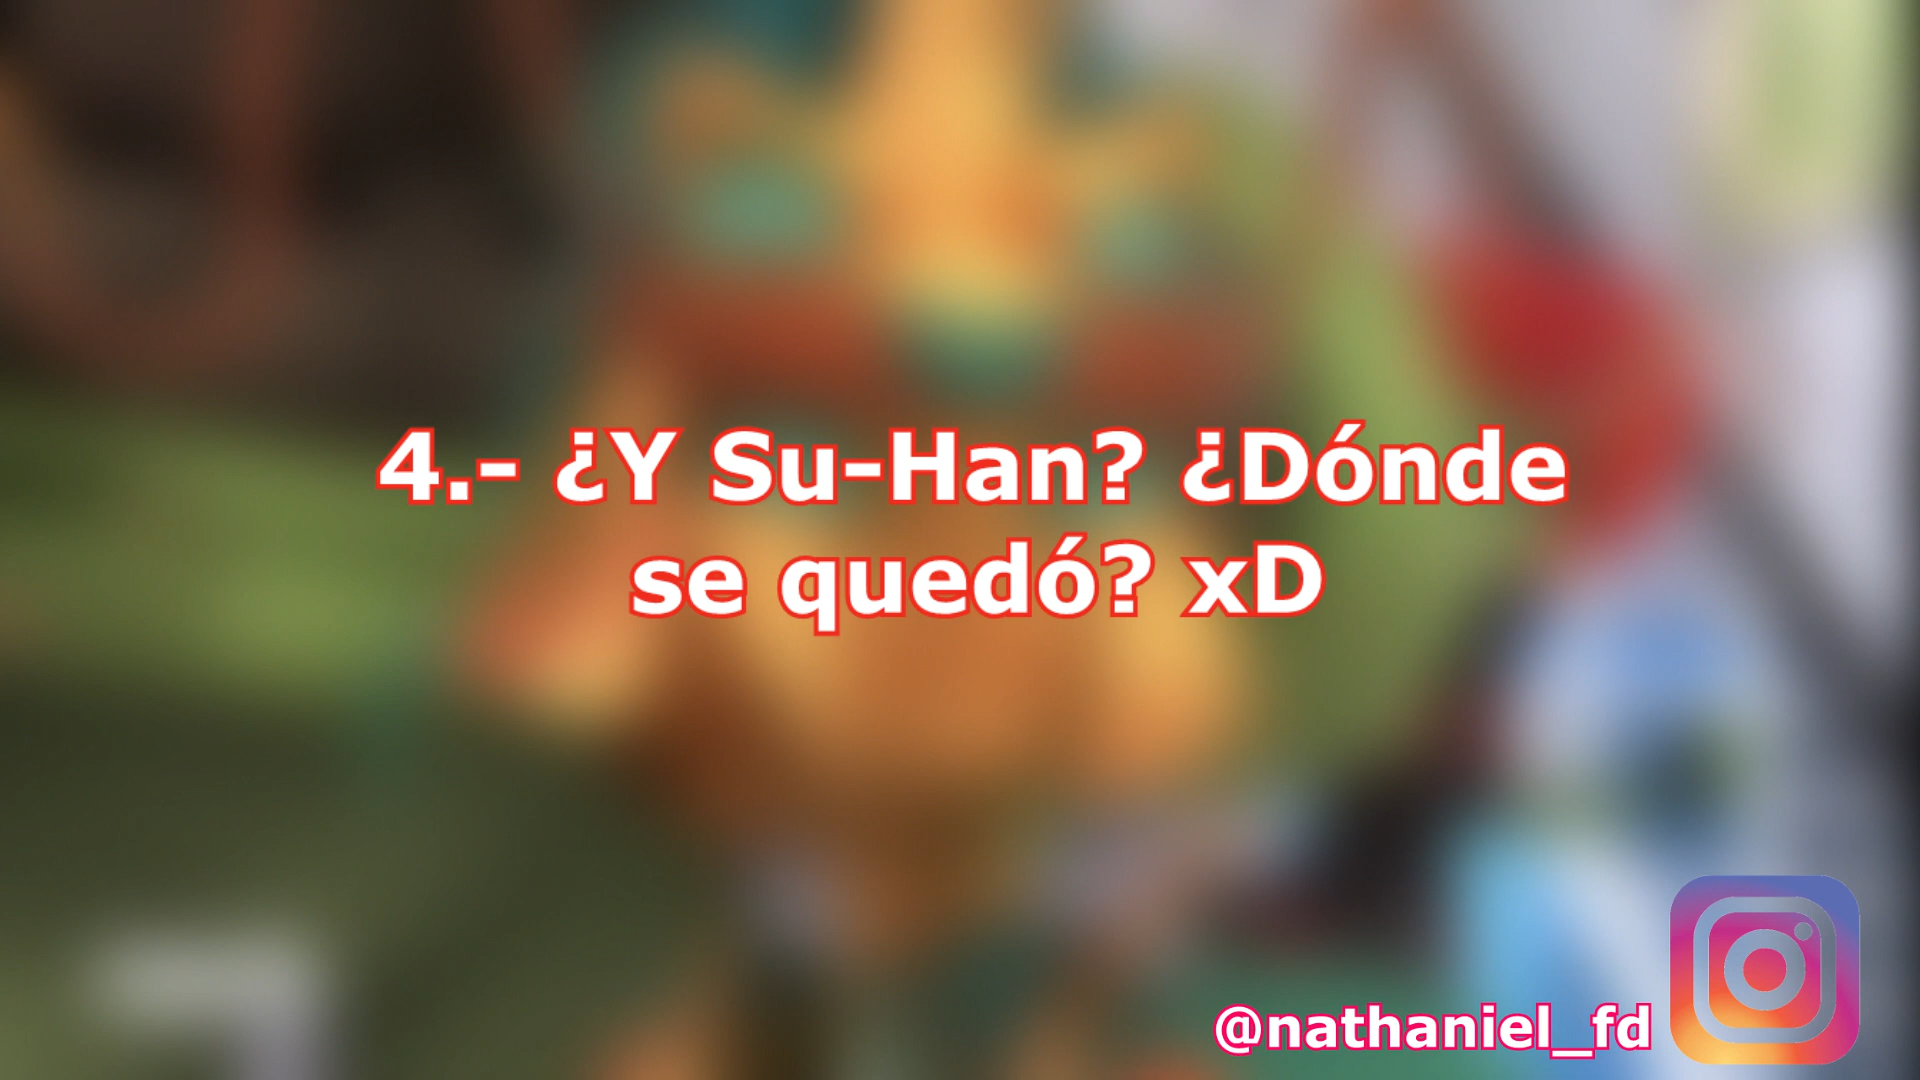 4.- ¿Y Su-Han? ¿Dónde
se quedó? xD
@nathaniel_fd